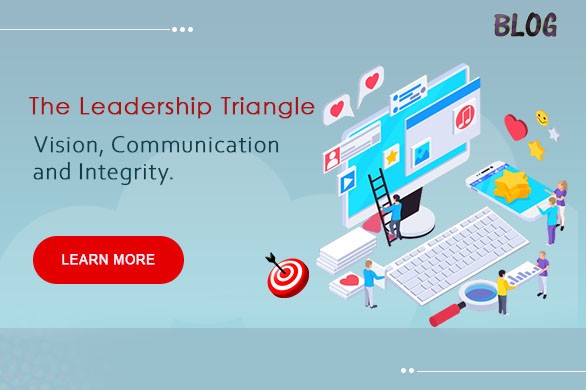 BLOG
The Leadership Triangle
Vision, Communication
and Integrity.
LEARN MORE